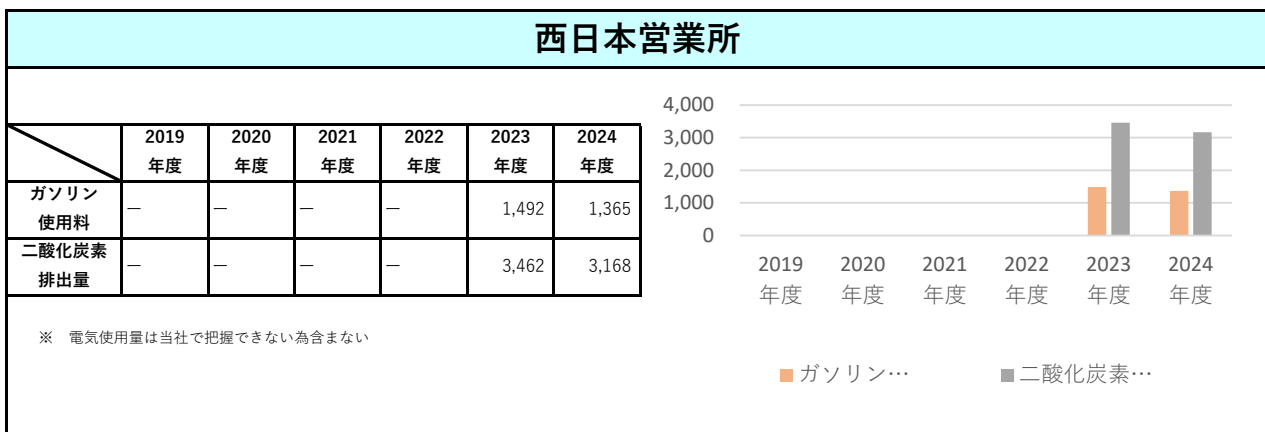 西日本営業所
2019 2020 2021 2022 2023 2024
年度 年度 年度 年度 年度 年度
ガソリン
使用料
— — — — 1,492 1,365
二酸化炭素
排出量
— — — — 3,462 3,168
※ 電気使用量は当社で把握できない為含まない
4,000
3,000
2,000
1,000
0
2019 2020 2021 2022 2023 2024
年度 年度 年度 年度 年度 年度
ガソリン… 二酸化炭素…